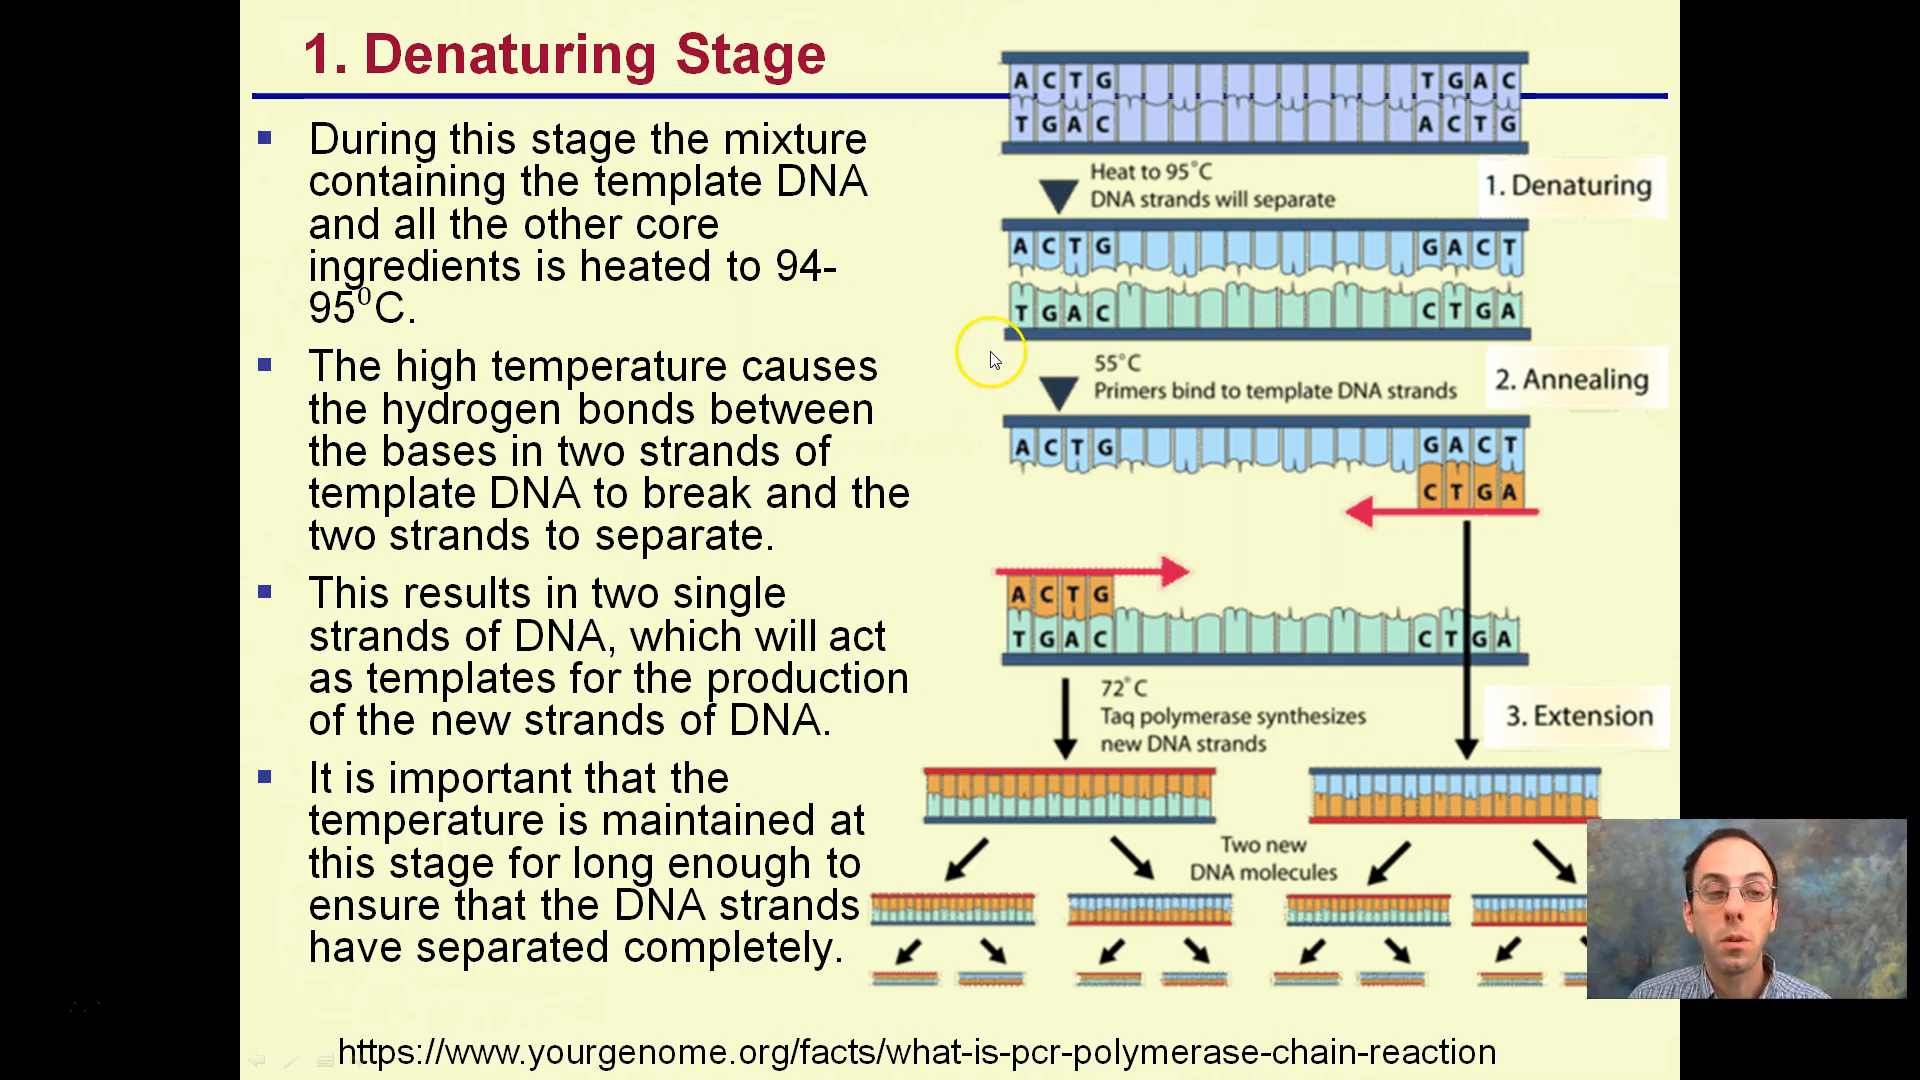 1. Denaturing Stage
During this stage the mixture
containing the template DNA
and all the other core
ingredients is heated to 94-
95⁰C.
The high temperature causes
the hydrogen bonds between
the bases in two strands of
template DNA to break and the
two strands to separate.
This results in two single
strands of DNA, which will act
as templates for the production
of the new strands of DNA.
It is important that the
temperature is maintained at
this stage for long enough to
ensure that the DNA strands
have separated completely.
A C T G T G A C
T G A C A C T G
Heat to 95°C
DNA strands will separate
1. Denaturing
A C T G G A C T
T G A C C T G A
55°C
Primers bind to template DNA strands
2. Annealing
A C T G G A C T
C T G A
A C T G
T G A C C T G A
72°C
Taq polymerase synthesizes
new DNA strands
3. Extension
Two new
DNA molecules
https://www.yourgenome.org/facts/what-is-pcr-polymerase-chain-reaction